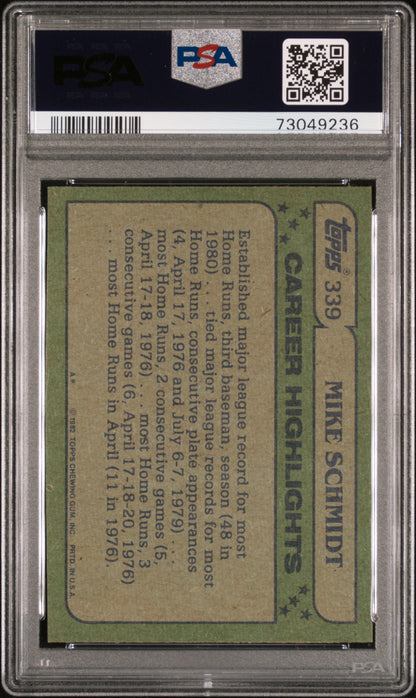 PSA
PSA
73049236
Topps® 339 MIKE SCHMIDT
CAREER HIGHLIGHTS
Established major league record for most
Home Runs, third baseman, season (48 in
1980) . . . tied major league records for most
Home Runs, consecutive plate appearances
(4, April 17, 1976 and July 6-7, 1979) . . .
most Home Runs, 2 consecutive games (5,
April 17-18, 1976) . . . most Home Runs, 3
consecutive games (6, April 17-18-20, 1976)
. . . most Home Runs in April (11 in 1976).
A* © 1982 TOPPS CHEWING GUM, INC. PRTD. IN U.S.A.
PSA